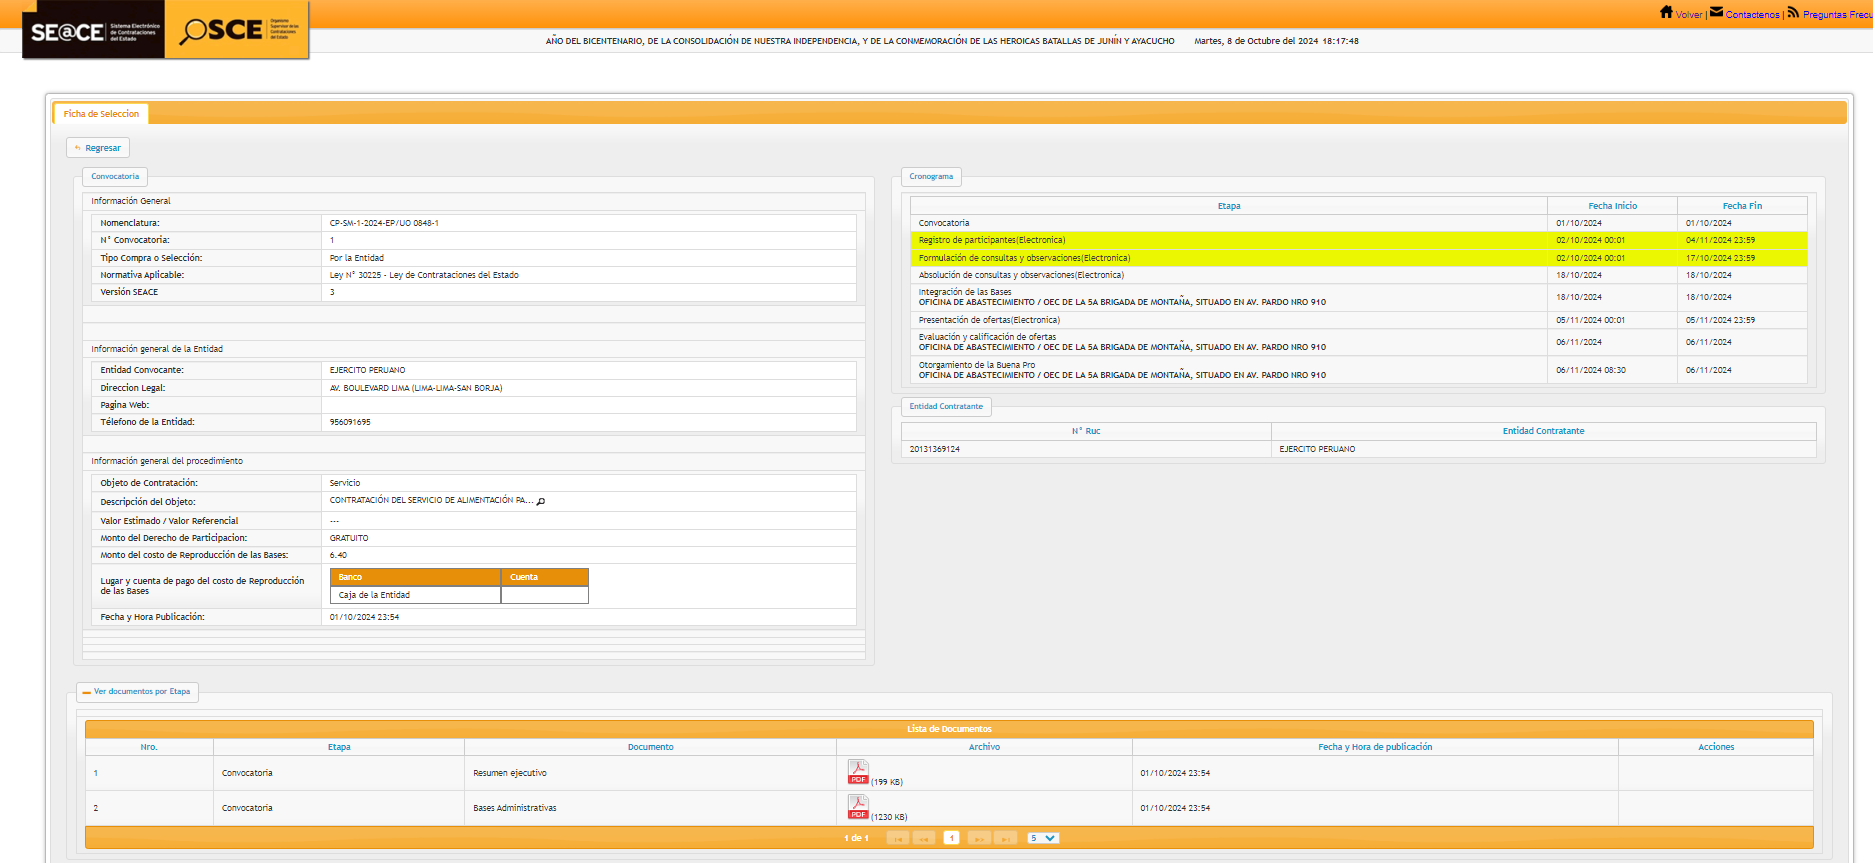 SE@CE Sistema Electrónico de Contrataciones del Estado
OSCE Organismo Supervisor de las Contrataciones del Estado
Volver | Contactenos | Preguntas Frecu
AÑO DEL BICENTENARIO, DE LA CONSOLIDACIÓN DE NUESTRA INDEPENDENCIA, Y DE LA CONMEMORACIÓN DE LAS HEROICAS BATALLAS DE JUNÍN Y AYACUCHO Martes, 8 de Octubre del 2024 18:17:48
Ficha de Seleccion
Regresar
Convocatoria
Información General
Nomenclatura: CP-SM-1-2024-EP/UO 0848-1
N° Convocatoria: 1
Tipo Compra o Selección: Por la Entidad
Normativa Aplicable: Ley N° 30225 - Ley de Contrataciones del Estado
Versión SEACE 3
Información general de la Entidad
Entidad Convocante: EJERCITO PERUANO
Direccion Legal: AV. BOULEVARD LIMA (LIMA-LIMA-SAN BORJA)
Pagina Web:
Télefono de la Entidad: 956091695
Información general del procedimiento
Objeto de Contratación: Servicio
Descripción del Objeto: CONTRATACIÓN DEL SERVICIO DE ALIMENTACIÓN PA...
Valor Estimado / Valor Referencial ---
Monto del Derecho de Participacion: GRATUITO
Monto del costo de Reproducción de las Bases: 6.40
Lugar y cuenta de pago del costo de Reproducción
de las Bases
Banco Cuenta
Caja de la Entidad
Fecha y Hora Publicación: 01/10/2024 23:54
Cronograma
Etapa Fecha Inicio Fecha Fin
Convocatoria 01/10/2024 01/10/2024
Registro de participantes(Electronica) 02/10/2024 00:01 04/11/2024 23:59
Formulación de consultas y observaciones(Electronica) 02/10/2024 00:01 17/10/2024 23:59
Absolución de consultas y observaciones(Electronica) 18/10/2024 18/10/2024
Integración de las Bases
OFICINA DE ABASTECIMIENTO / OEC DE LA 5A BRIGADA DE MONTAÑA, SITUADO EN AV. PARDO NRO 910 18/10/2024 18/10/2024
Presentación de ofertas(Electronica) 05/11/2024 00:01 05/11/2024 23:59
Evaluación y calificación de ofertas
OFICINA DE ABASTECIMIENTO / OEC DE LA 5A BRIGADA DE MONTAÑA, SITUADO EN AV. PARDO NRO 910 06/11/2024 06/11/2024
Otorgamiento de la Buena Pro
OFICINA DE ABASTECIMIENTO / OEC DE LA 5A BRIGADA DE MONTAÑA, SITUADO EN AV. PARDO NRO 910 06/11/2024 08:30 06/11/2024
Entidad Contratante
N° Ruc Entidad Contratante
20131369124 EJERCITO PERUANO
Ver documentos por Etapa
Lista de Documentos
Nro. Etapa Documento Archivo Fecha y Hora de publicación Acciones
1 Convocatoria Resumen ejecutivo PDF (199 KB) 01/10/2024 23:54
2 Convocatoria Bases Administrativas PDF (1230 KB) 01/10/2024 23:54
1 de 1 1 5